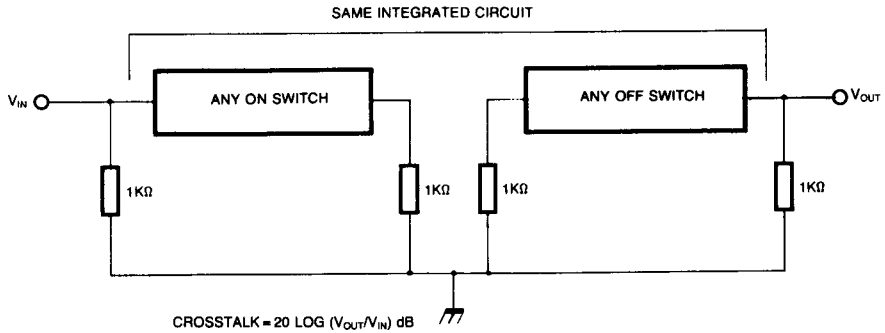 SAME INTEGRATED CIRCUIT
VIN
ANY ON SWITCH
ANY OFF SWITCH
VOUT
1KΩ
1KΩ
1KΩ
1KΩ
CROSSTALK = 20 LOG (VOUT/VIN) dB